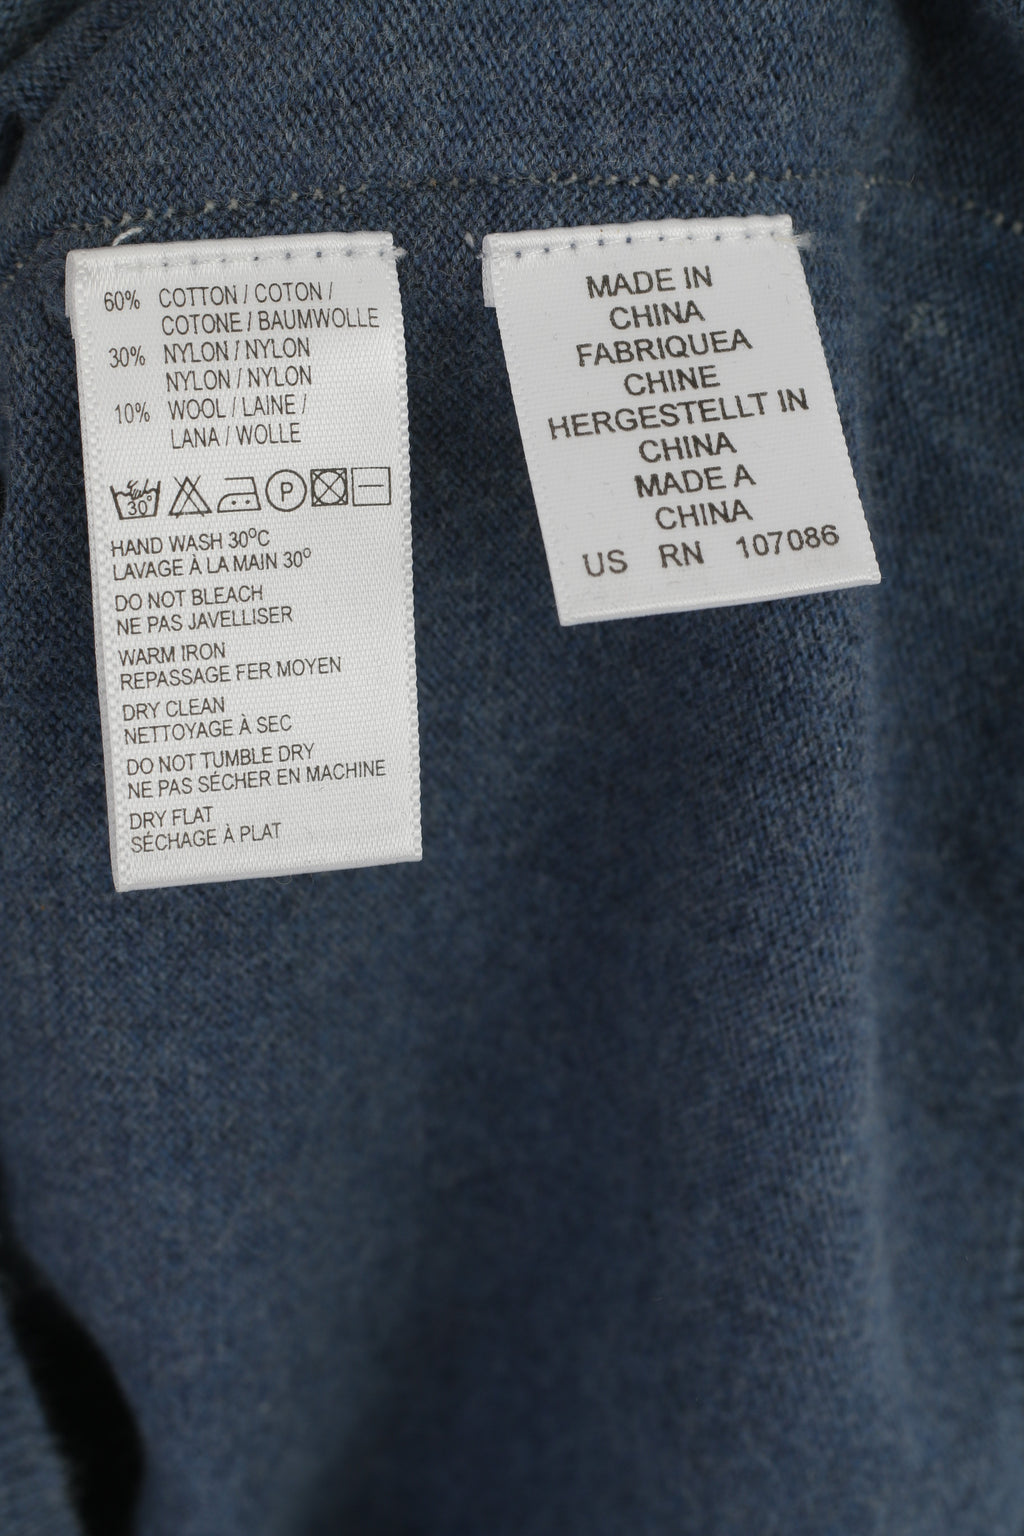 60% COTTON / COTON /
COTONE / BAUMWOLLE
30% NYLON / NYLON
NYLON / NYLON
10% WOOL / LAINE /
LANA / WOLLE
30°
P
HAND WASH 30°C
LAVAGE À LA MAIN 30°
DO NOT BLEACH
NE PAS JAVELLISER
WARM IRON
REPASSAGE FER MOYEN
DRY CLEAN
NETTOYAGE À SEC
DO NOT TUMBLE DRY
NE PAS SÉCHER EN MACHINE
DRY FLAT
SÉCHAGE À PLAT
MADE IN
CHINA
FABRIQUEA
CHINE
HERGESTELLT IN
CHINA
MADE A
CHINA
US RN 107086